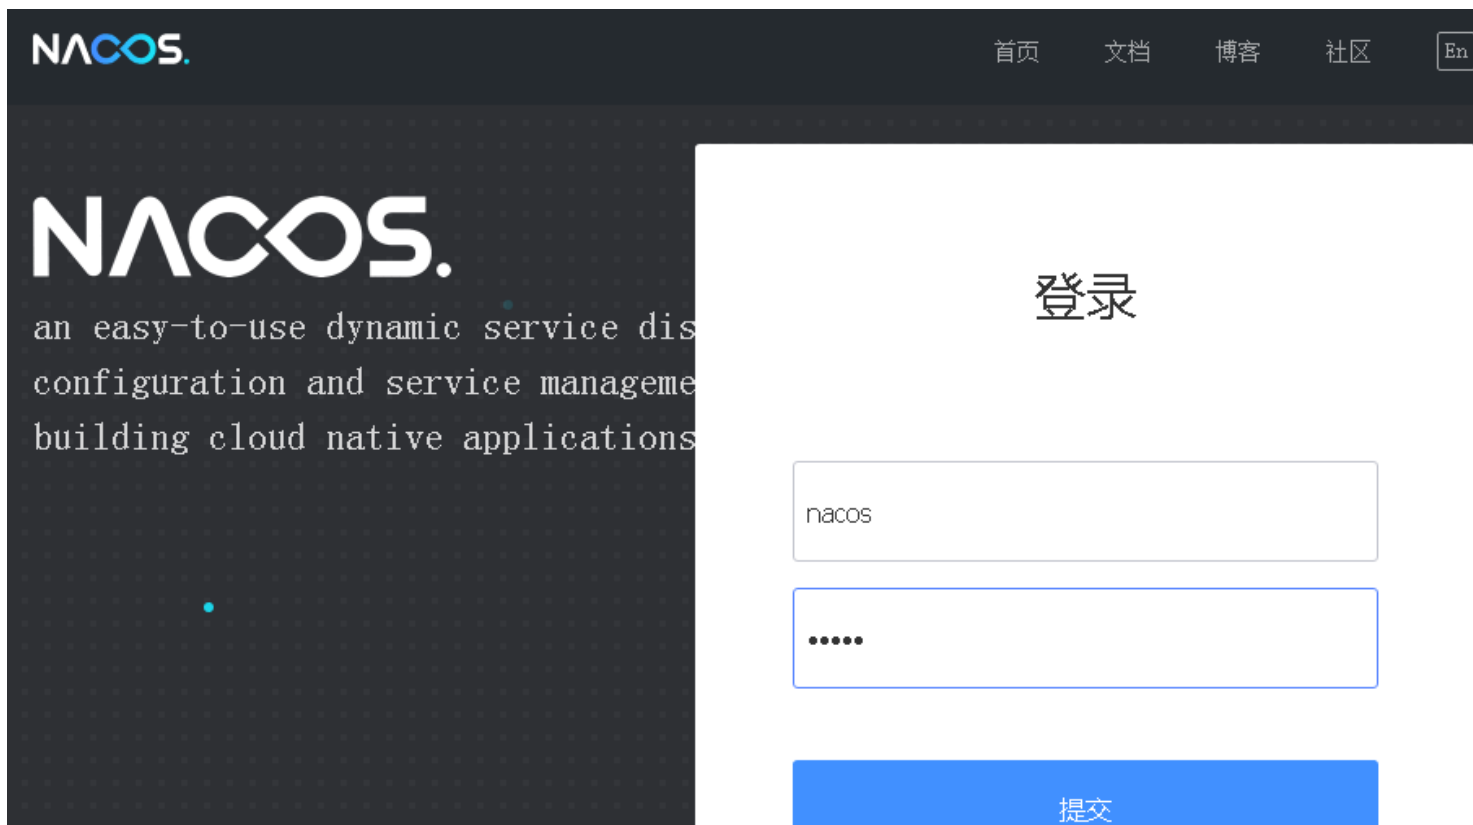 NACOS.
首页 文档 博客 社区 En
NACOS.
an easy-to-use dynamic service dis
configuration and service manageme
building cloud native applications
登录
nacos
•••••
提交